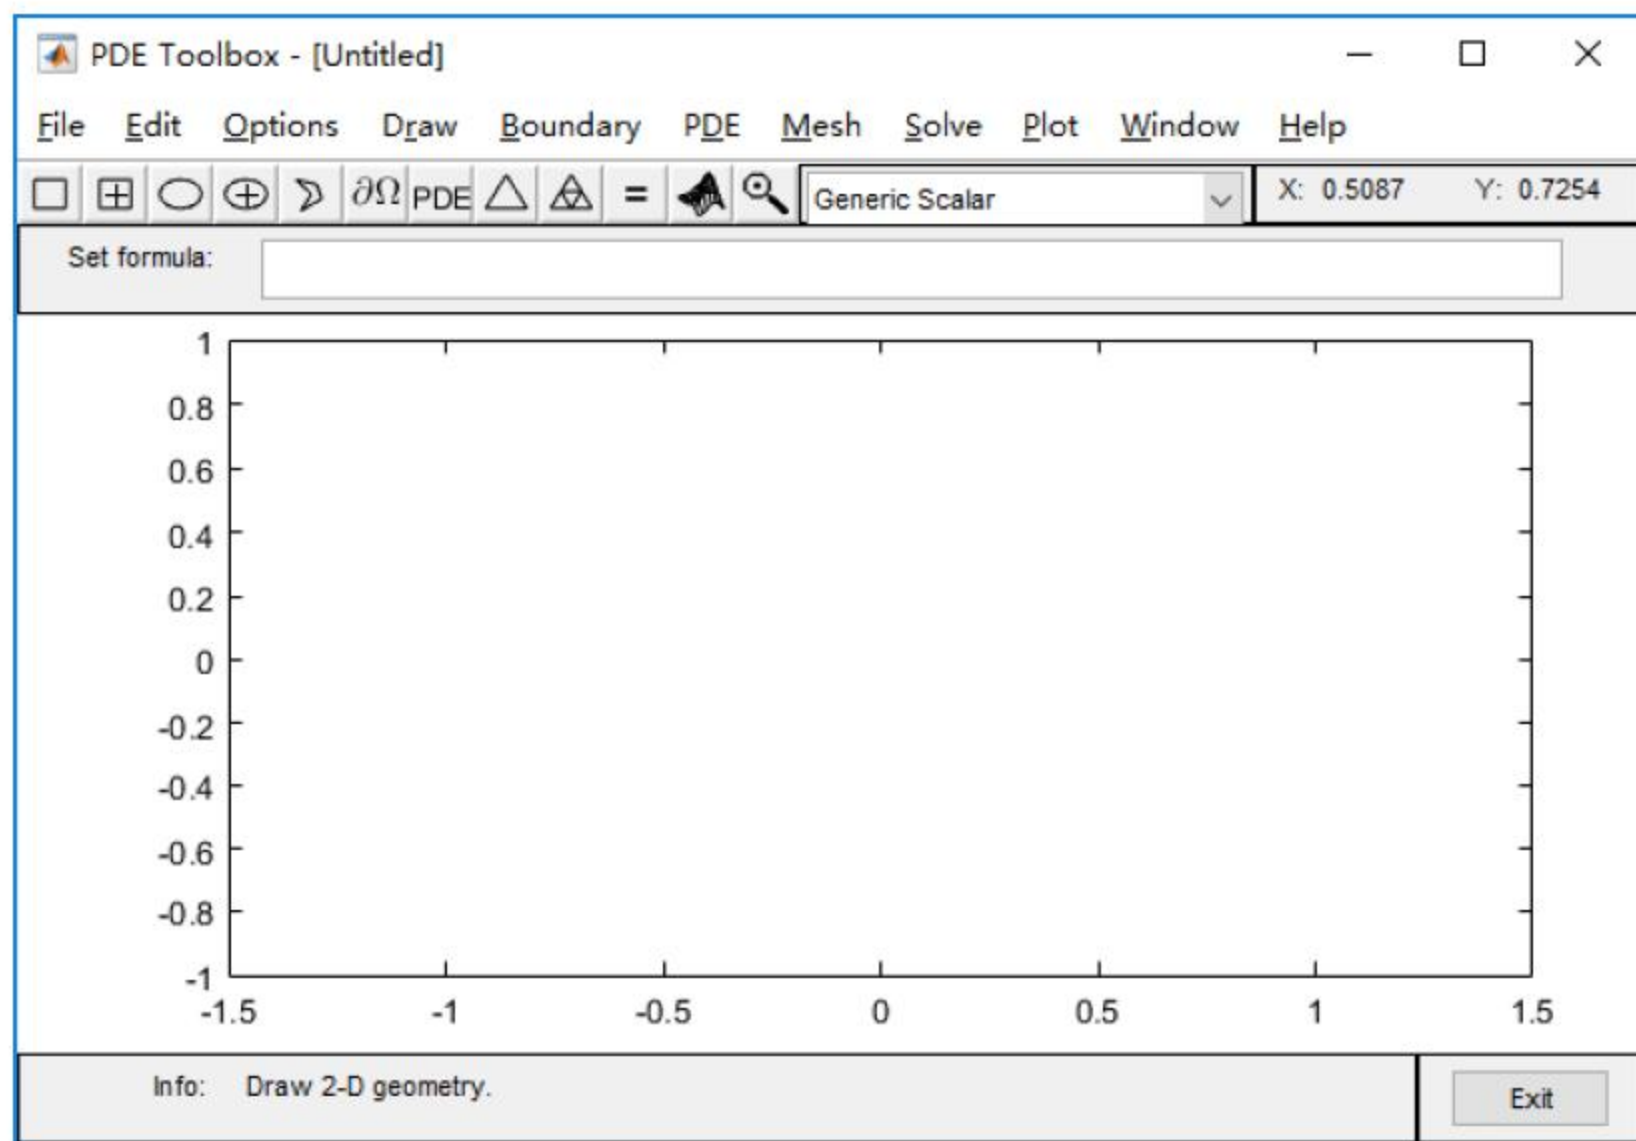 PDE Toolbox - [Untitled]
File Edit Options Draw Boundary PDE Mesh Solve Plot Window Help
∂Ω PDE = Generic Scalar X: 0.5087 Y: 0.7254
Set formula:
1
0.8
0.6
0.4
0.2
0
-0.2
-0.4
-0.6
-0.8
-1
-1.5 -1 -0.5 0 0.5 1 1.5
Info: Draw 2-D geometry. Exit